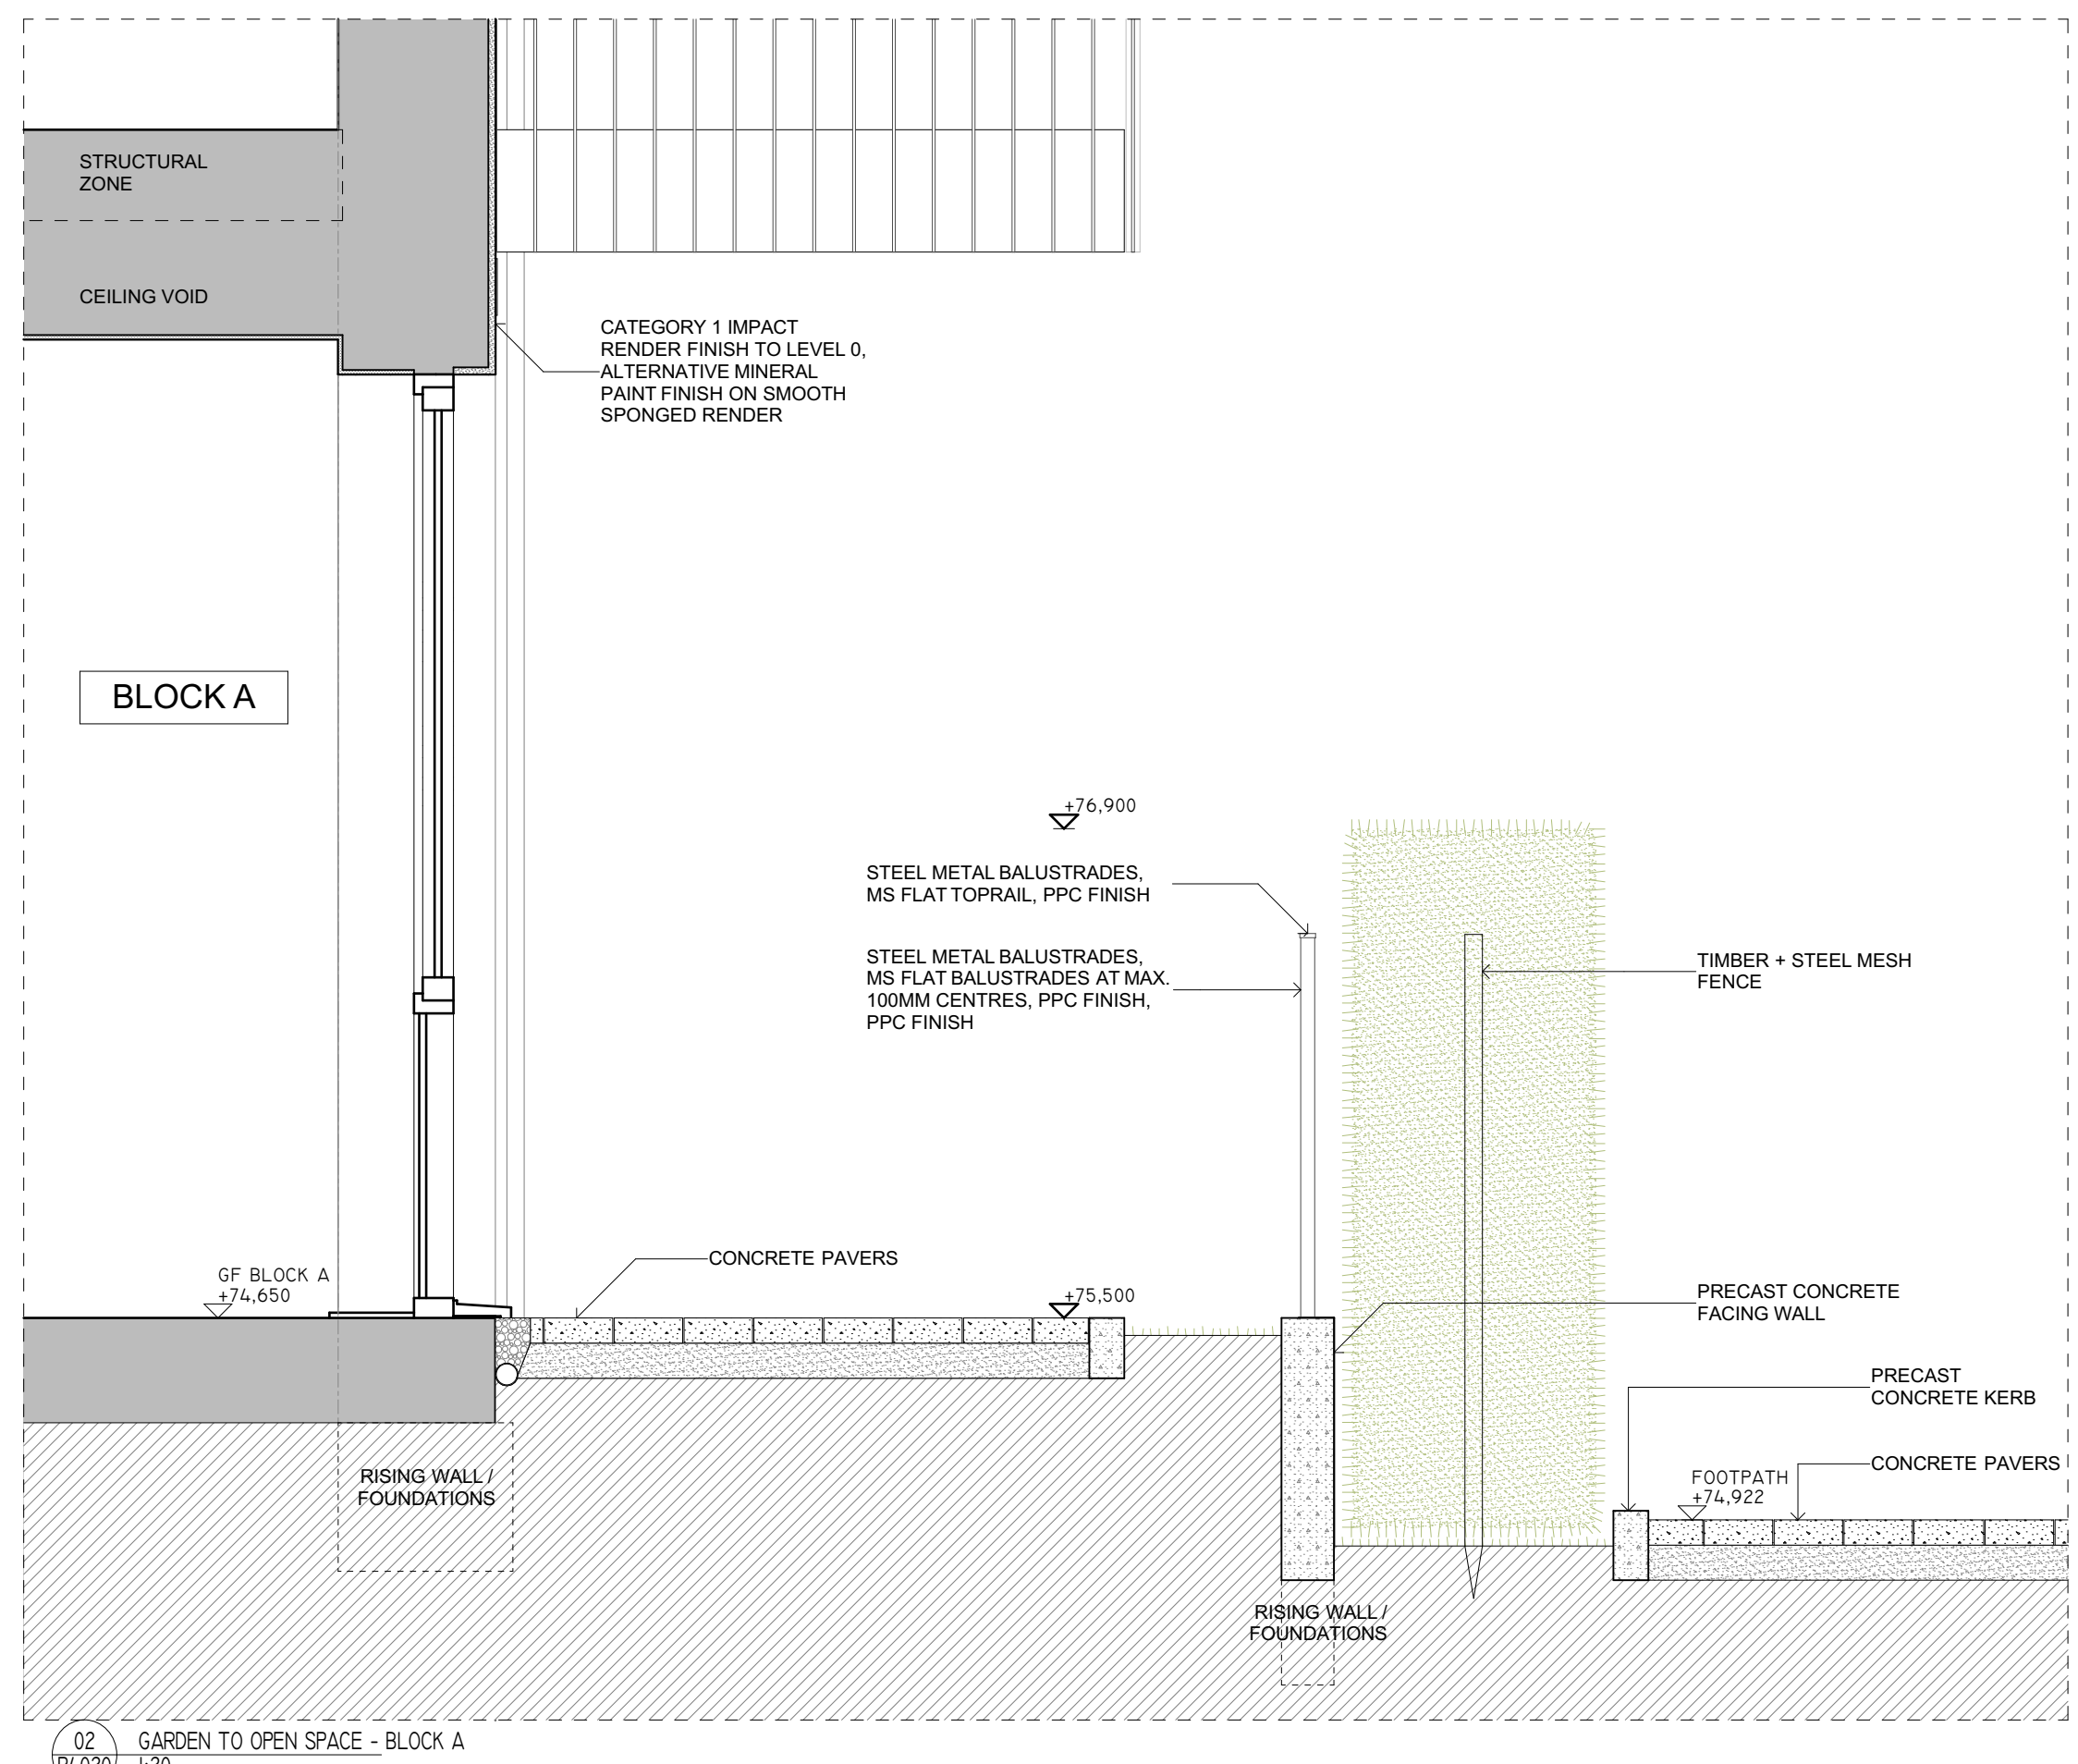 STRUCTURAL
ZONE
CEILING VOID
CATEGORY 1 IMPACT
RENDER FINISH TO LEVEL 0,
ALTERNATIVE MINERAL
PAINT FINISH ON SMOOTH
SPONGED RENDER
BLOCK A
+76,900
STEEL METAL BALUSTRADES,
MS FLAT TOPRAIL, PPC FINISH
STEEL METAL BALUSTRADES,
MS FLAT BALUSTRADES AT MAX.
100MM CENTRES, PPC FINISH,
PPC FINISH
TIMBER + STEEL MESH
FENCE
CONCRETE PAVERS
GF BLOCK A
+74,650
+75,500
PRECAST CONCRETE
FACING WALL
PRECAST
CONCRETE KERB
CONCRETE PAVERS
FOOTPATH
+74,922
RISING WALL /
FOUNDATIONS
RISING WALL /
FOUNDATIONS
02
GARDEN TO OPEN SPACE - BLOCK A